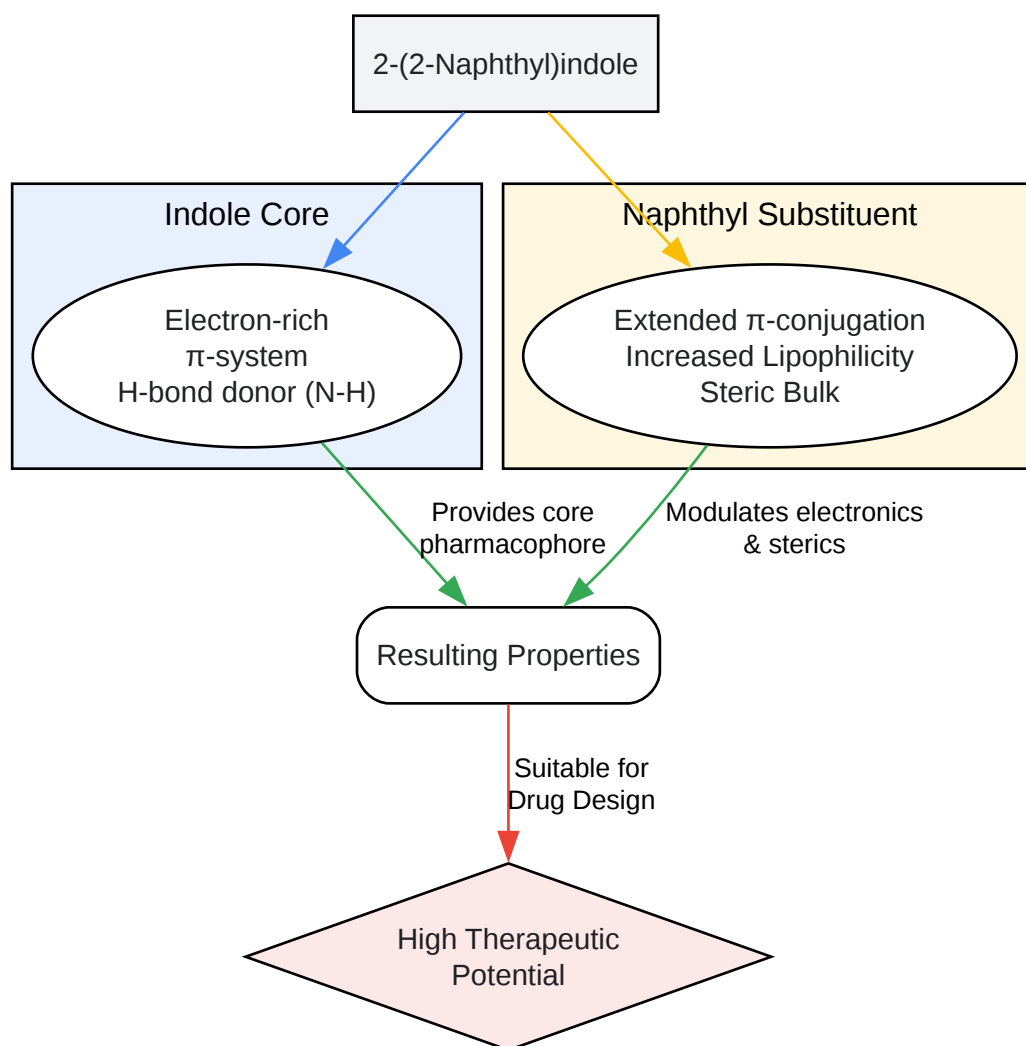 2-(2-Naphthyl)indole
Indole Core
Naphthyl Substituent
Electron-rich
π-system
H-bond donor (N-H)
Extended π-conjugation
Increased Lipophilicity
Steric Bulk
Provides core
pharmacophore
Modulates electronics
& sterics
Resulting Properties
Suitable for
Drug Design
High Therapeutic
Potential